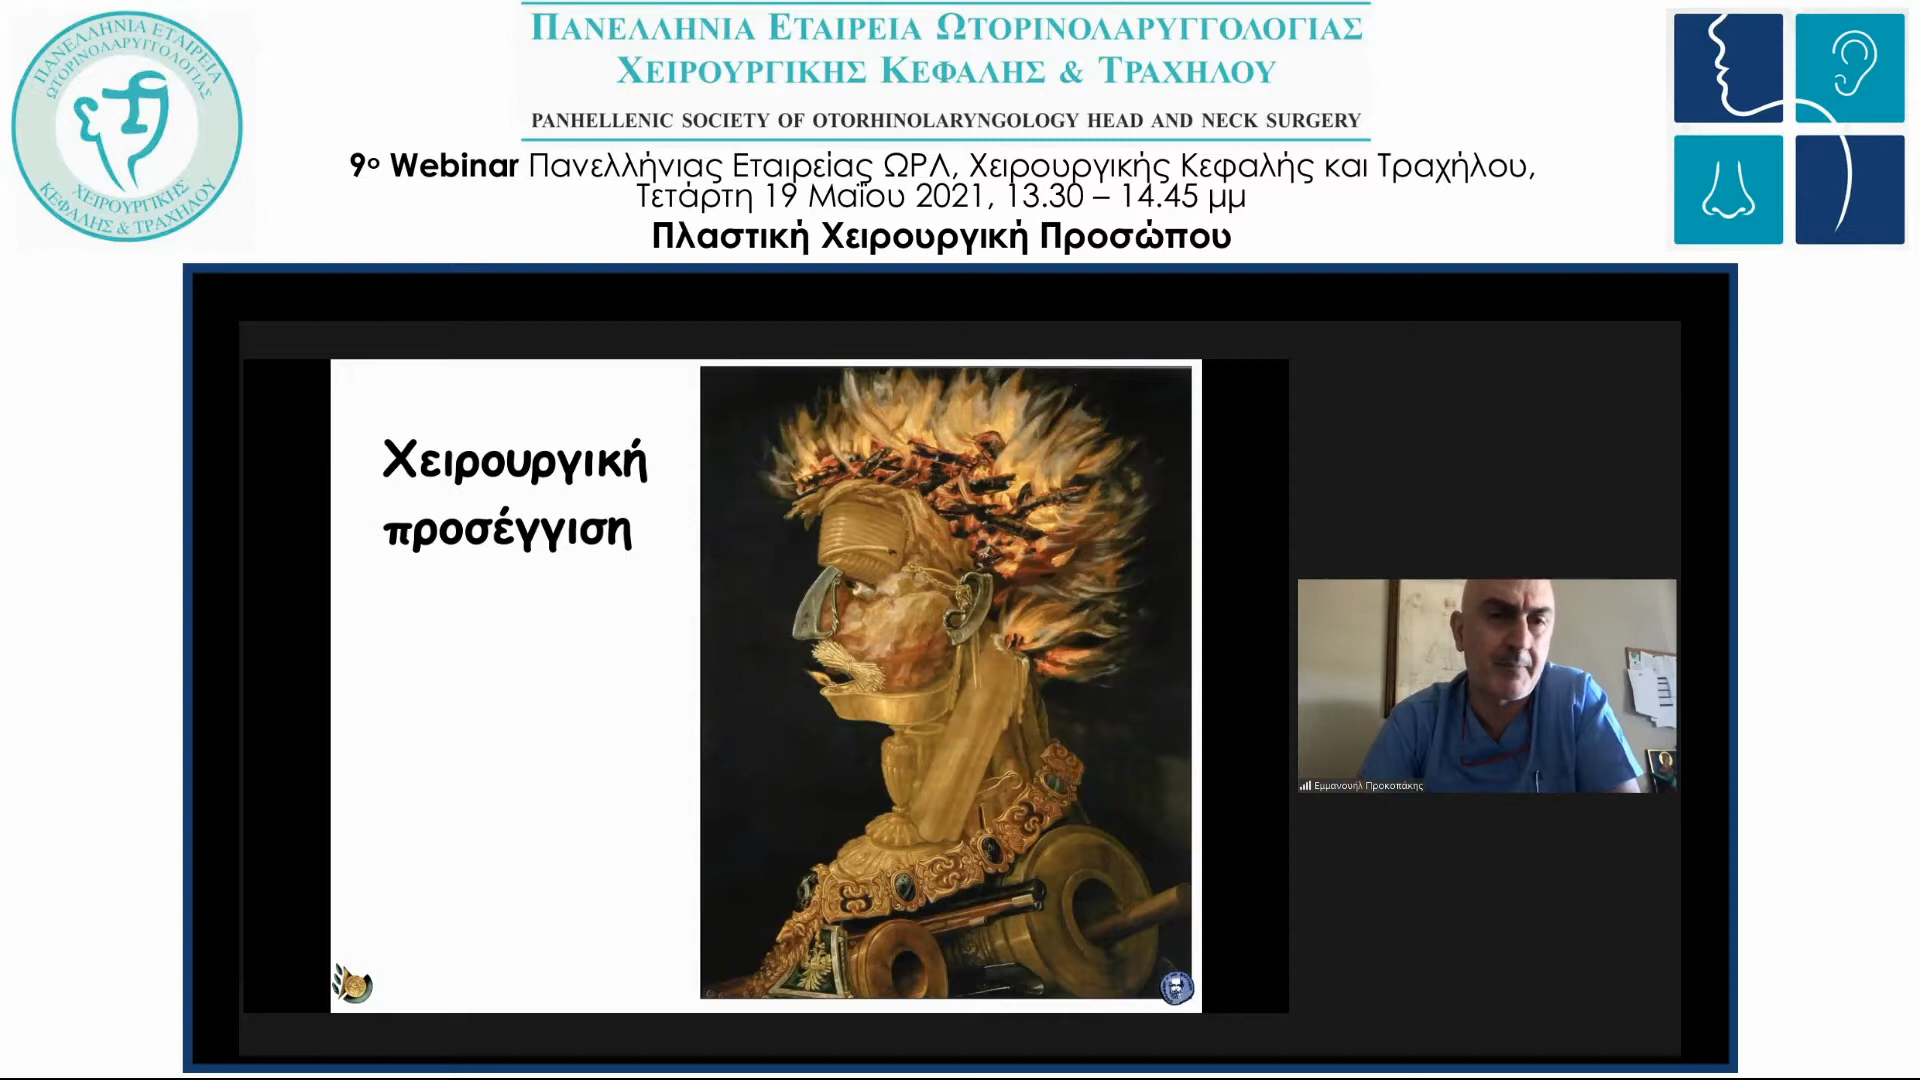 ΠΑΝΕΛΛΗΝΙΑ ΕΤΑΙΡΕΙΑ
ΩΤΟΡΙΝΟΛΑΡΥΓΓΟΛΟΓΙΑΣ
ΧΕΙΡΟΥΡΓΙΚΗΣ
ΚΕΦΑΛΗΣ & ΤΡΑΧΗΛΟΥ
ΠΑΝΕΛΛΗΝΙΑ ΕΤΑΙΡΕΙΑ ΩΤΟΡΙΝΟΛΑΡΥΓΓΟΛΟΓΙΑΣ
ΧΕΙΡΟΥΡΓΙΚΗΣ ΚΕΦΑΛΗΣ & ΤΡΑΧΗΛΟΥ
PANHELLENIC SOCIETY OF OTORHINOLARYNGOLOGY HEAD AND NECK SURGERY
9ο Webinar Πανελλήνιας Εταιρείας ΩΡΛ, Χειρουργικής Κεφαλής και Τραχήλου,
Τετάρτη 19 Μαΐου 2021, 13.30 – 14.45 μμ
Πλαστική Χειρουργική Προσώπου
Χειρουργική
προσέγγιση
Εμμανουήλ Προκοπάκης